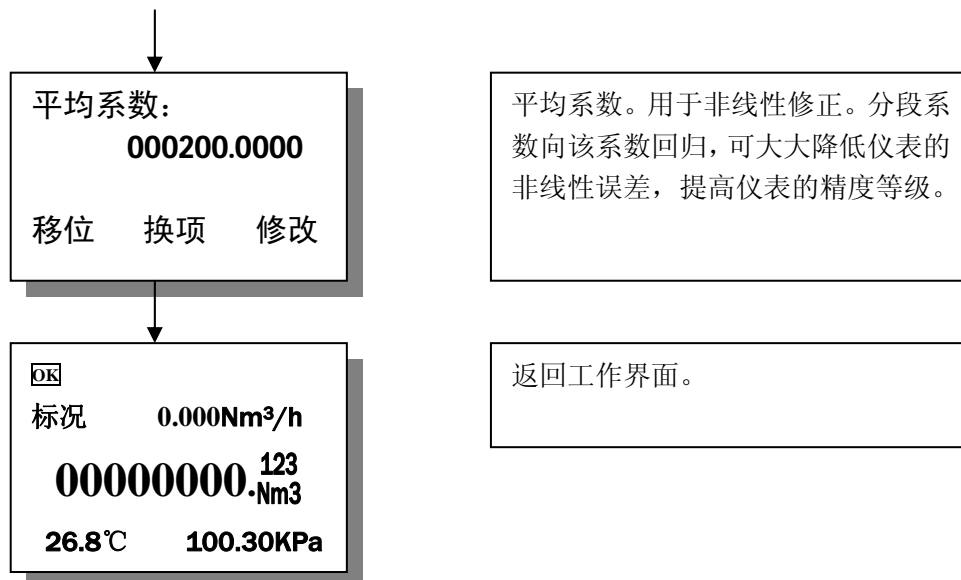 平均系数：
000200.0000
移位 换项 修改
平均系数。用于非线性修正。分段系
数向该系数回归，可大大降低仪表的
非线性误差，提高仪表的精度等级。
OK
标况 0.000Nm³/h
00000000.123
Nm3
26.8℃ 100.30KPa
返回工作界面。